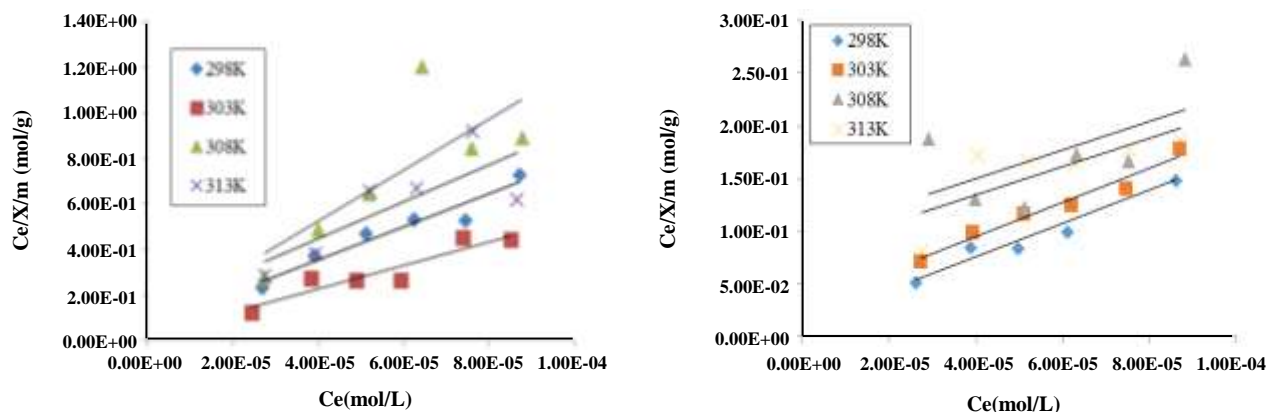 1.40E+00
1.20E+00
1.00E+00
8.00E-01
6.00E-01
4.00E-01
2.00E-01
0.00E+00
Ce/X/m (mol/g)
298K
303K
308K
313K
0.00E+00 2.00E-05 4.00E-05 6.00E-05 8.00E-05 1.00E-04
Ce(mol/L)
3.00E-01
2.50-01
2.00E-01
1.50E-01
1.00E-01
5.00E-02
0.00E+00
Ce/X/m (mol/g)
298K
303K
308K
313K
0.00E+00 2.00E-05 4.00E-05 6.00E-05 8.00E-05 1.00E-04
Ce(mol/L)